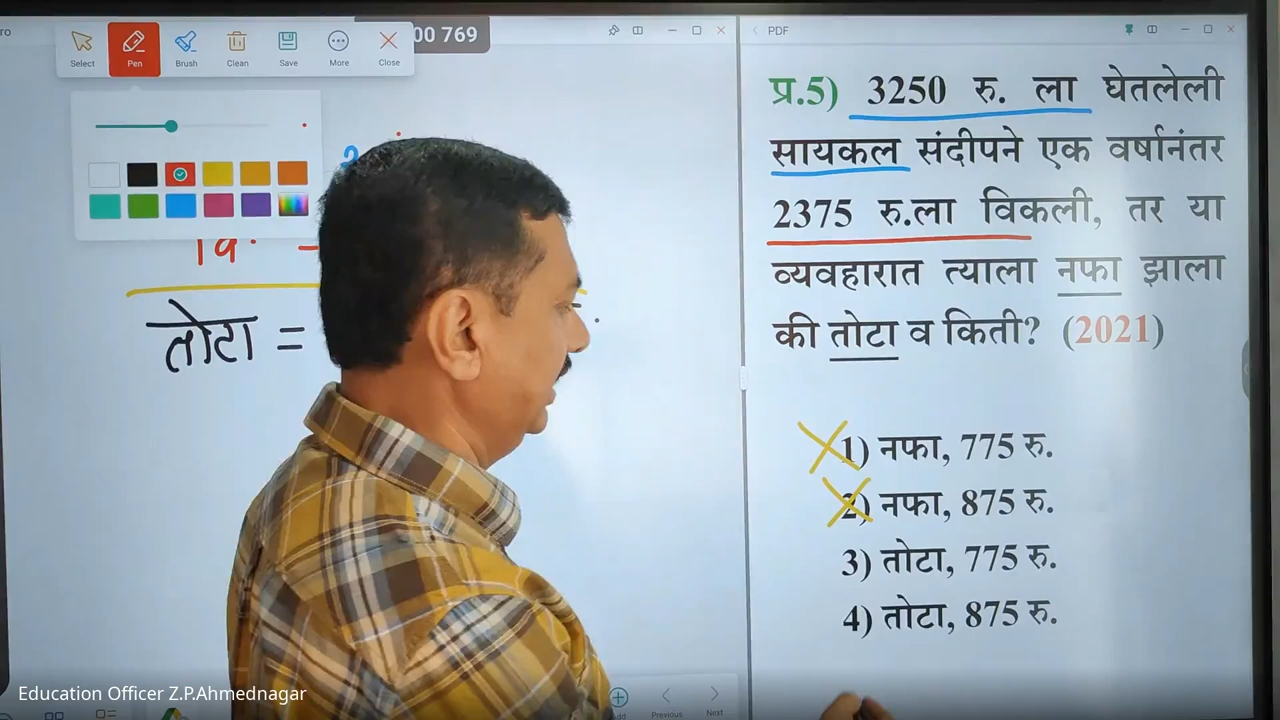 ro
00 769
PDF
Select
Pen
Brush
Clean
Save
More
Close
प्र.5) 3250 रु. ला घेतलेली
सायकल संदीपने एक वर्षानंतर
2375 रु.ला विकली, तर या
व्यवहारात त्याला नफा झाला
की तोटा व किती? (2021)
वि.
तोटा =
1) नफा, 775 रु.
2) नफा, 875 रु.
3) तोटा, 775 रु.
4) तोटा, 875 रु.
Previous
Next
Education Officer Z.P.Ahmednagar